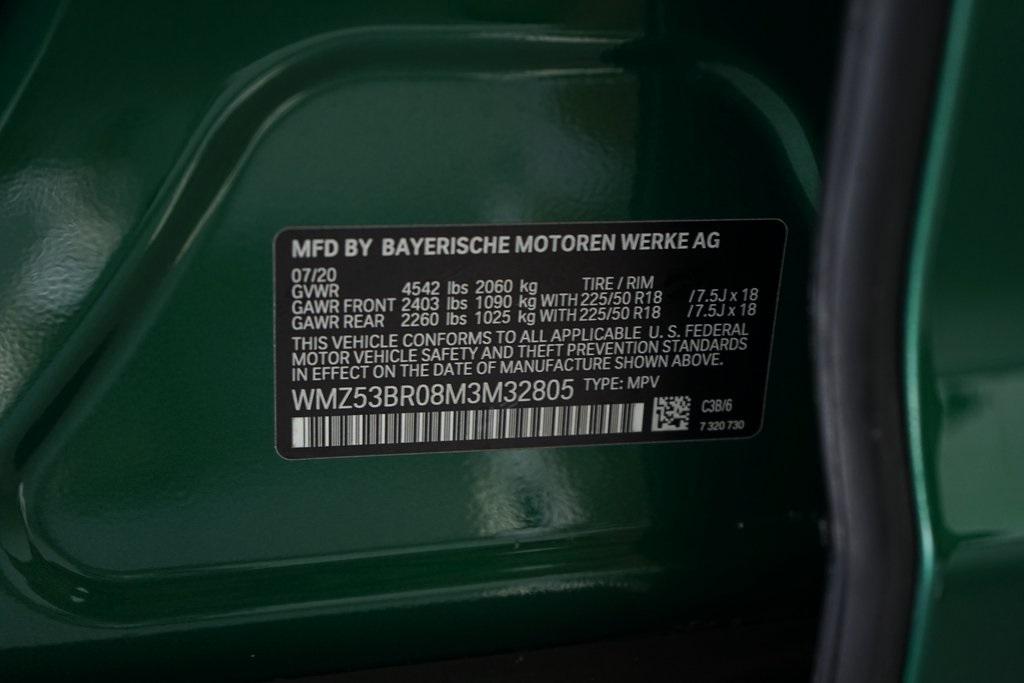 MFD BY BAYERISCHE MOTOREN WERKE AG
07/20 TIRE / RIM
GVWR 4542 lbs 2060 kg
GAWR FRONT 2403 lbs 1090 kg WITH 225/50 R18 /7.5J x 18
GAWR REAR 2260 lbs 1025 kg WITH 225/50 R18 /7.5J x 18
THIS VEHICLE CONFORMS TO ALL APPLICABLE U. S. FEDERAL
MOTOR VEHICLE SAFETY AND THEFT PREVENTION STANDARDS
IN EFFECT ON THE DATE OF MANUFACTURE SHOWN ABOVE.
WMZ53BR08M3M32805 TYPE: MPV
C3B/6
7 320 730